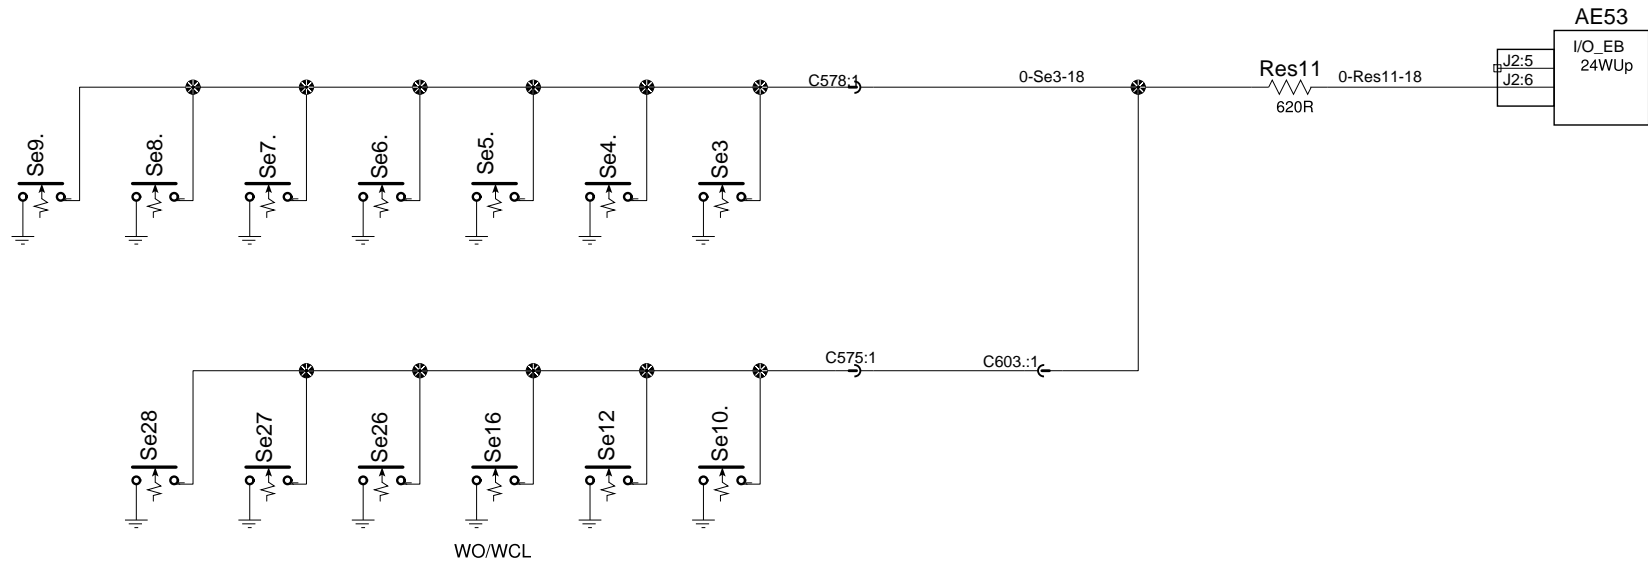 AE53
I/O_EB
24WUp
J2:5
J2:6
C578:1
0-Se3-18
Res11
620R
0-Res11-18
Se9.
Se8.
Se7.
Se6.
Se5.
Se4.
Se3
C575:1
C603.:1
Se28
Se27
Se26
Se16
Se12
Se10.
WO/WCL